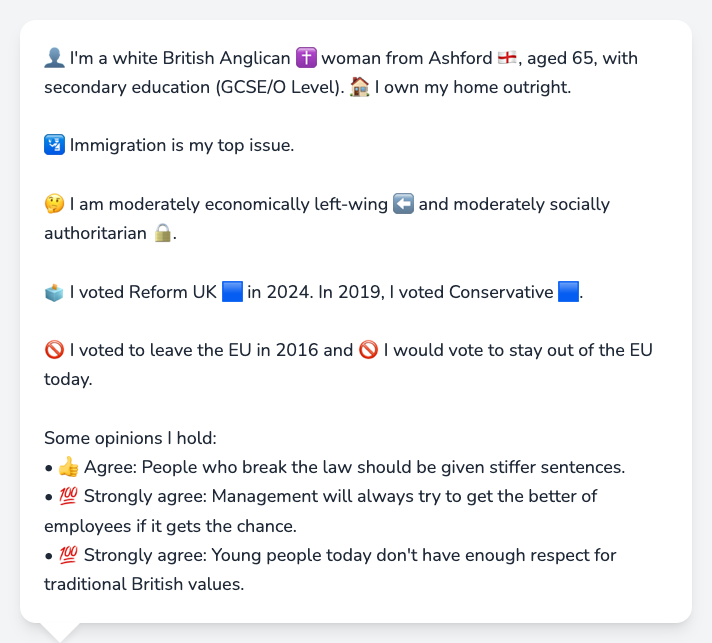 👤 I'm a white British Anglican ✝️ woman from Ashford 🏴󠁧󠁢󠁥󠁮󠁧󠁿, aged 65, with
secondary education (GCSE/O Level). 🏠 I own my home outright.
🛂 Immigration is my top issue.
🤔 I am moderately economically left-wing ⬅️ and moderately socially
authoritarian 🔒.
🗳️ I voted Reform UK 🟦 in 2024. In 2019, I voted Conservative 🟦.
🚫 I voted to leave the EU in 2016 and 🚫 I would vote to stay out of the EU
today.
Some opinions I hold:
• 👍 Agree: People who break the law should be given stiffer sentences.
• 💯 Strongly agree: Management will always try to get the better of
employees if it gets the chance.
• 💯 Strongly agree: Young people today don't have enough respect for
traditional British values.